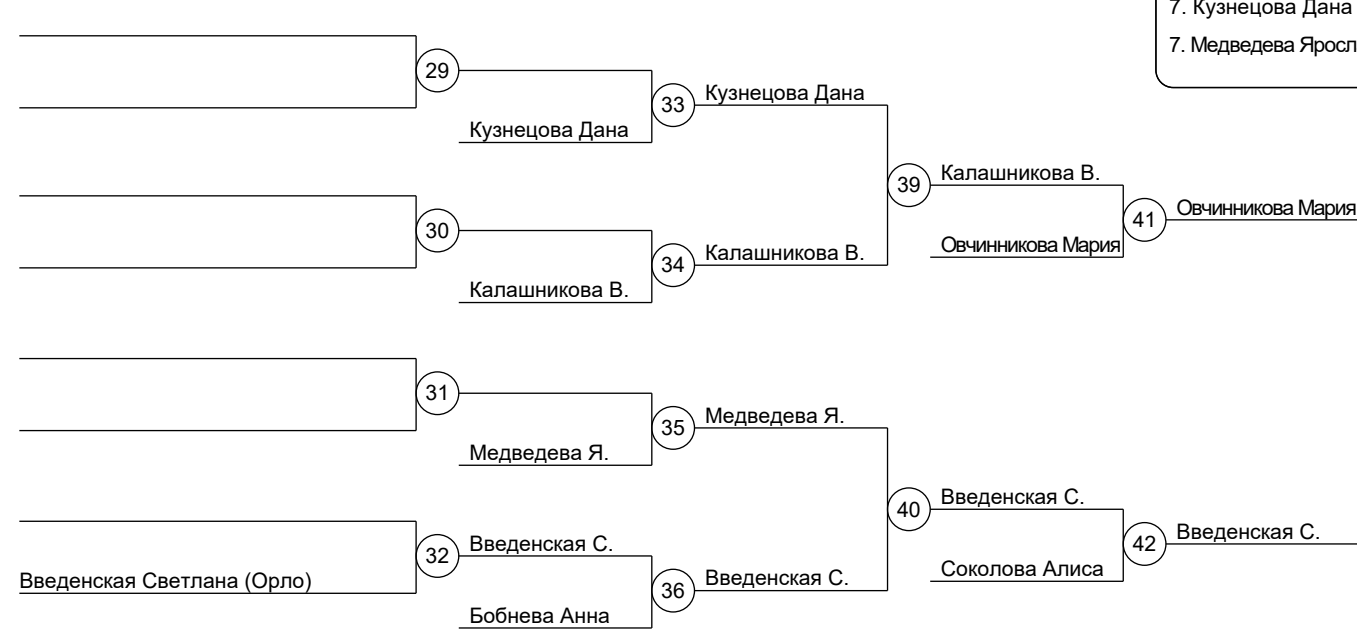 7. Кузнецова Дана
7. Медведева Яросл
29
33
Кузнецова Дана
Кузнецова Дана
39
Калашникова В.
41
Овчинникова Мария
30
34
Калашникова В.
Овчинникова Мария
Калашникова В.
31
35
Медведева Я.
Медведева Я.
40
Введенская С.
32
Введенская С.
42
Введенская С.
Введенская Светлана (Орло)
36
Введенская С.
Соколова Алиса
Бобнева Анна